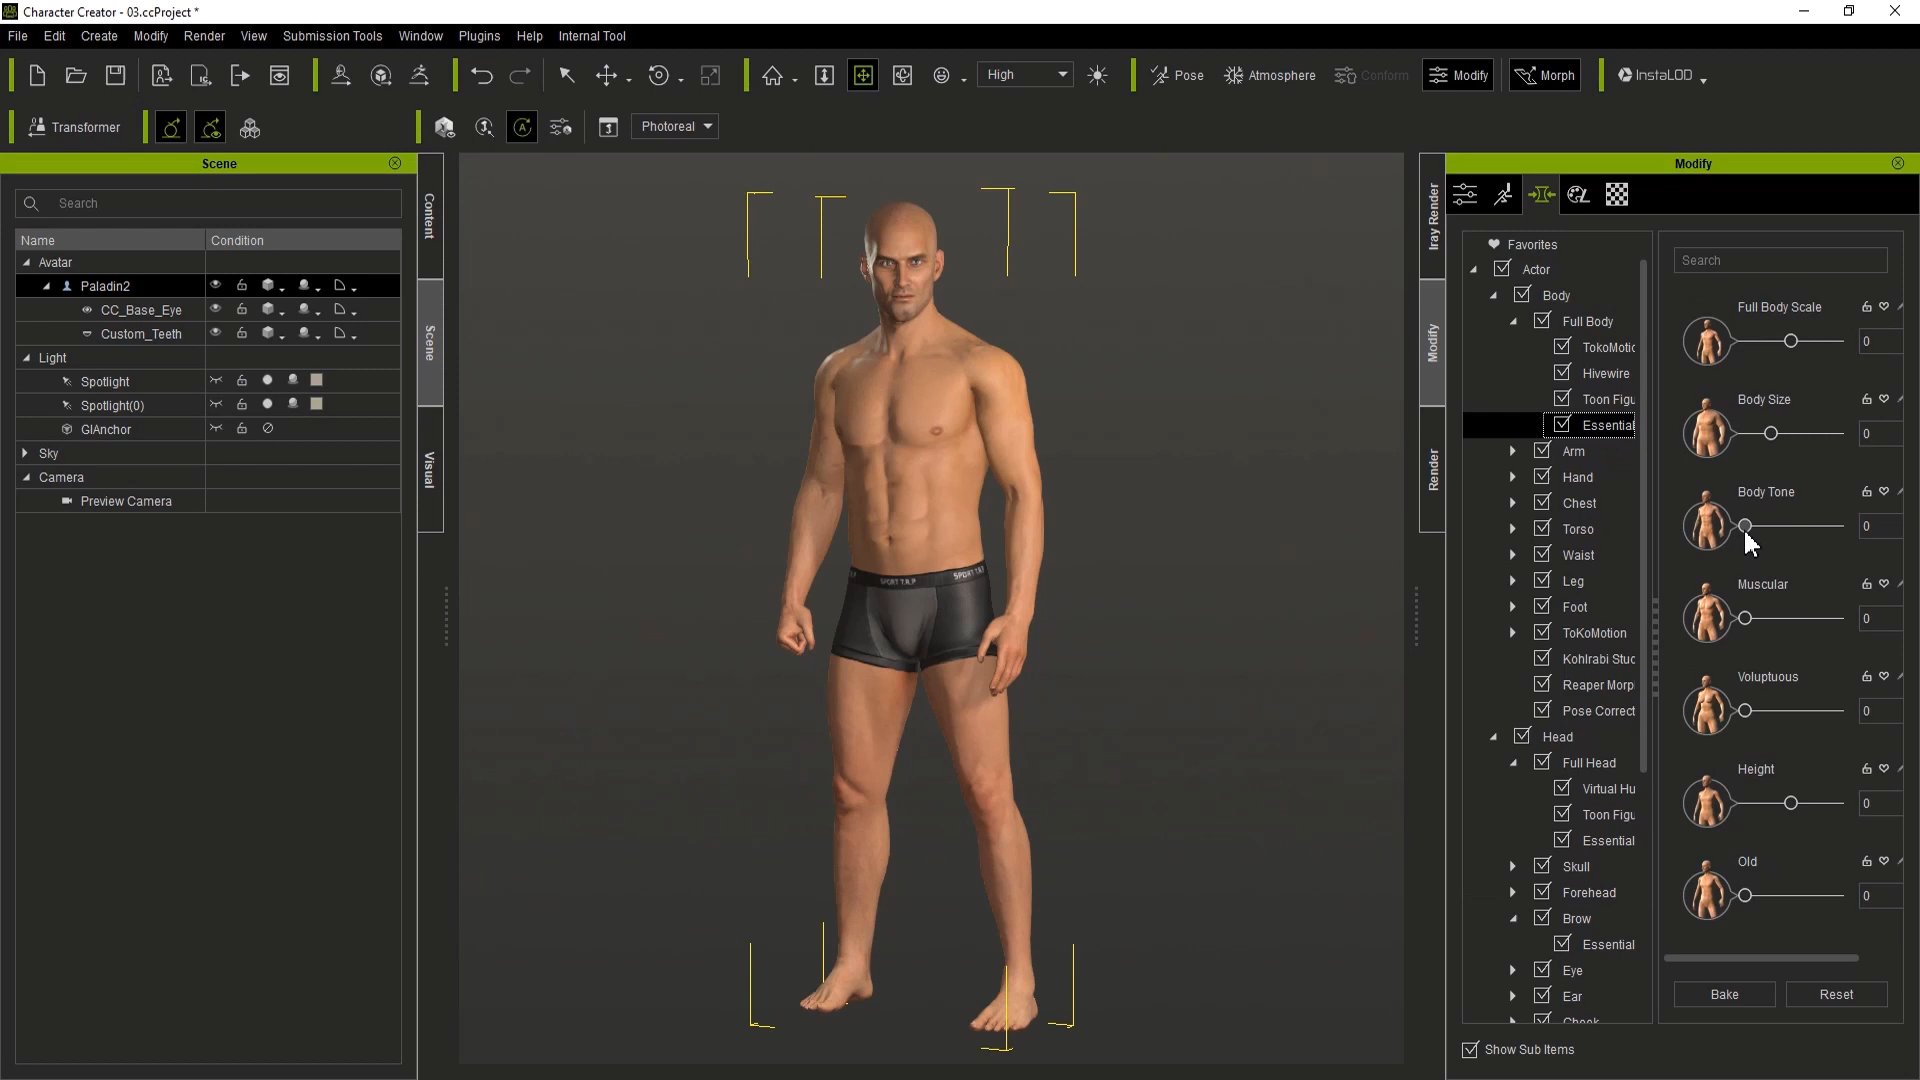 Character Creator - 03.ccProject *
File Edit Create Modify Render View Submission Tools Window Plugins Help Internal Tool
High
Pose
Atmosphere
Conform
Modify
Morph
InstaLOD
Transformer
Photoreal
Scene
Search
Name Condition
Avatar
Paladin2
CC_Base_Eye
Custom_Teeth
Light
Spotlight
Spotlight(0)
GIAnchor
Sky
Camera
Preview Camera
Content
Scene
Visual
SPORT T.R.P
Iray Render
Modify
Render
Modify
Favorites
Actor
Body
Full Body
TokoMotic
Hivewire
Toon Figu
Essential
Arm
Hand
Chest
Torso
Waist
Leg
Foot
ToKoMotion
Kohlrabi Stuc
Reaper Morp
Pose Correct
Head
Full Head
Virtual Hu
Toon Figu
Essential
Skull
Forehead
Brow
Essential
Eye
Ear
Cheek
Show Sub Items
Search
Full Body Scale
0
Body Size
0
Body Tone
0
Muscular
0
Voluptuous
0
Height
0
Old
0
Bake
Reset